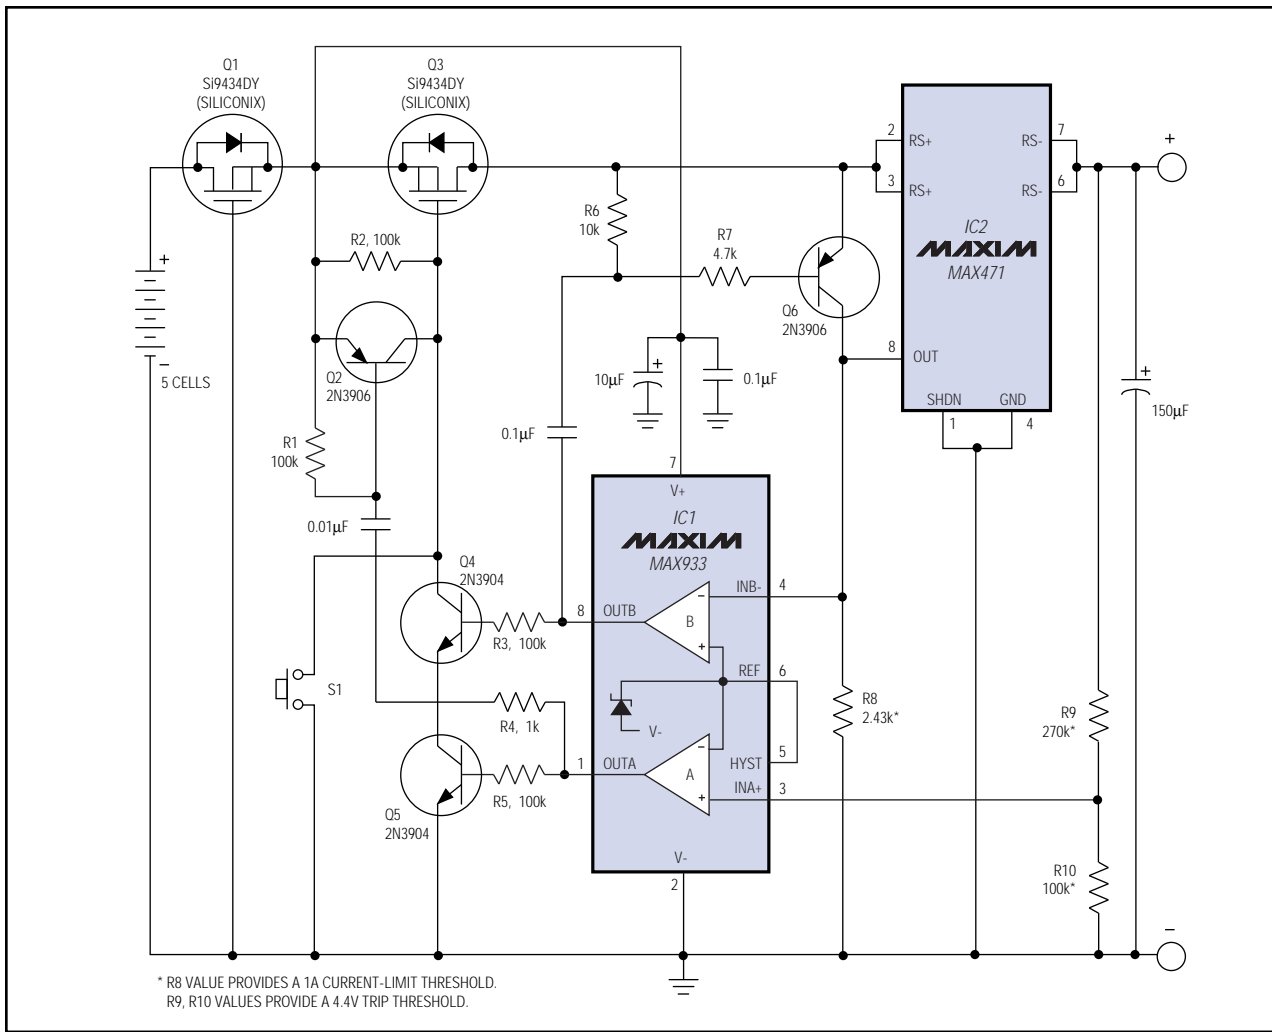 Q1
Si9434DY
(SILICONIX)
Q3
Si9434DY
(SILICONIX)
2
RS+
RS-
7
+
3
RS+
RS-
6
R6
10k
R7
4.7k
IC2
MAXIM
MAX471
R2, 100k
+
−
5 CELLS
Q2
2N3906
Q6
2N3906
8
OUT
10µF
+
0.1µF
SHDN
GND
1
4
+
150µF
R1
100k
0.1µF
7
V+
IC1
MAXIM
MAX933
0.01µF
Q4
2N3904
8
OUTB
B
−
+
INB-
4
R3, 100k
REF
6
S1
R4, 1k
V-
R8
2.43k*
R9
270k*
1
OUTA
A
−
+
HYST
5
INA+
3
R5, 100k
Q5
2N3904
V-
2
R10
100k*
−
* R8 VALUE PROVIDES A 1A CURRENT-LIMIT THRESHOLD.
R9, R10 VALUES PROVIDE A 4.4V TRIP THRESHOLD.